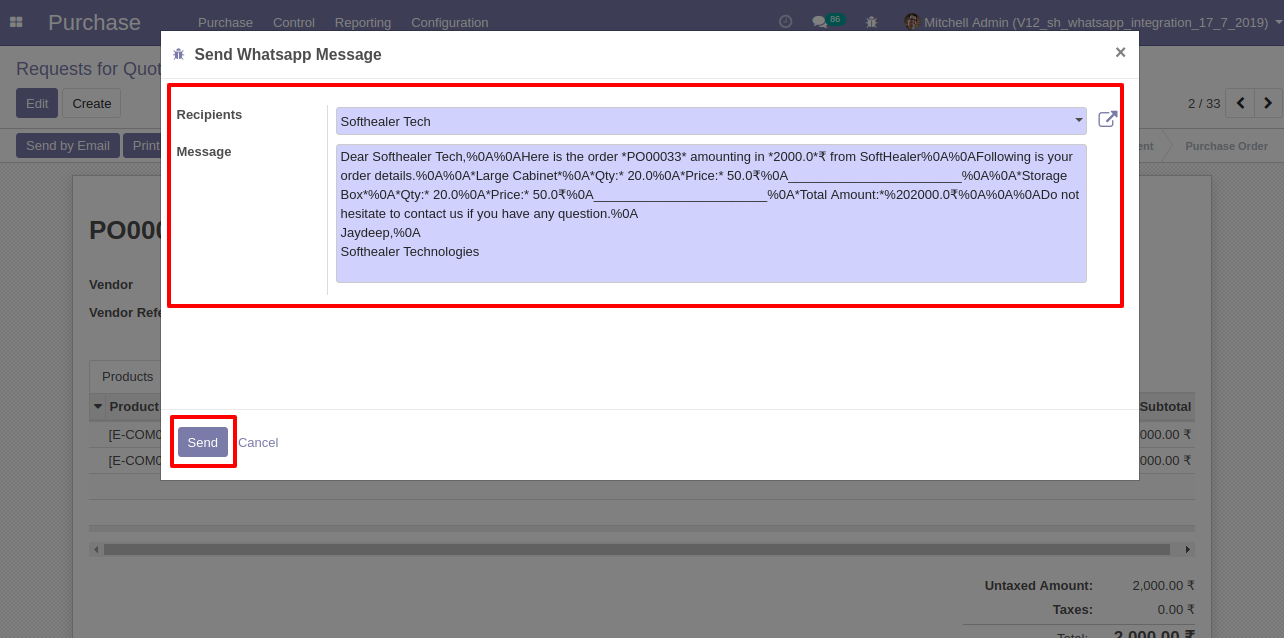 Purchase Purchase Control Reporting Configuration 86 Mitchell Admin (V12_sh_whatsapp_integration_17_7_2019)
Send Whatsapp Message ×
Requests for Quot
Edit Create 2 / 33
Send by Email Print ent Purchase Order
Recipients Softhealer Tech
Message
Dear Softhealer Tech,%0A%0AHere is the order *PO00033* amounting in *2000.0*₹ from SoftHealer%0A%0AFollowing is your
order details.%0A%0A*Large Cabinet*%0A*Qty:* 20.0%0A*Price:* 50.0₹%0A________________________%0A%0A*Storage
Box*%0A*Qty:* 20.0%0A*Price:* 50.0₹%0A________________________%0A*Total Amount:*%202000.0₹%0A%0A%0ADo not
hesitate to contact us if you have any question.%0A
Jaydeep,%0A
Softhealer Technologies
PO000
Vendor
Vendor Refe
Products
Product Subtotal
[E-COM0 000.00 ₹
[E-COM0 000.00 ₹
Send Cancel
Untaxed Amount: 2,000.00 ₹
Taxes: 0.00 ₹
Total: 2,000.00 ₹